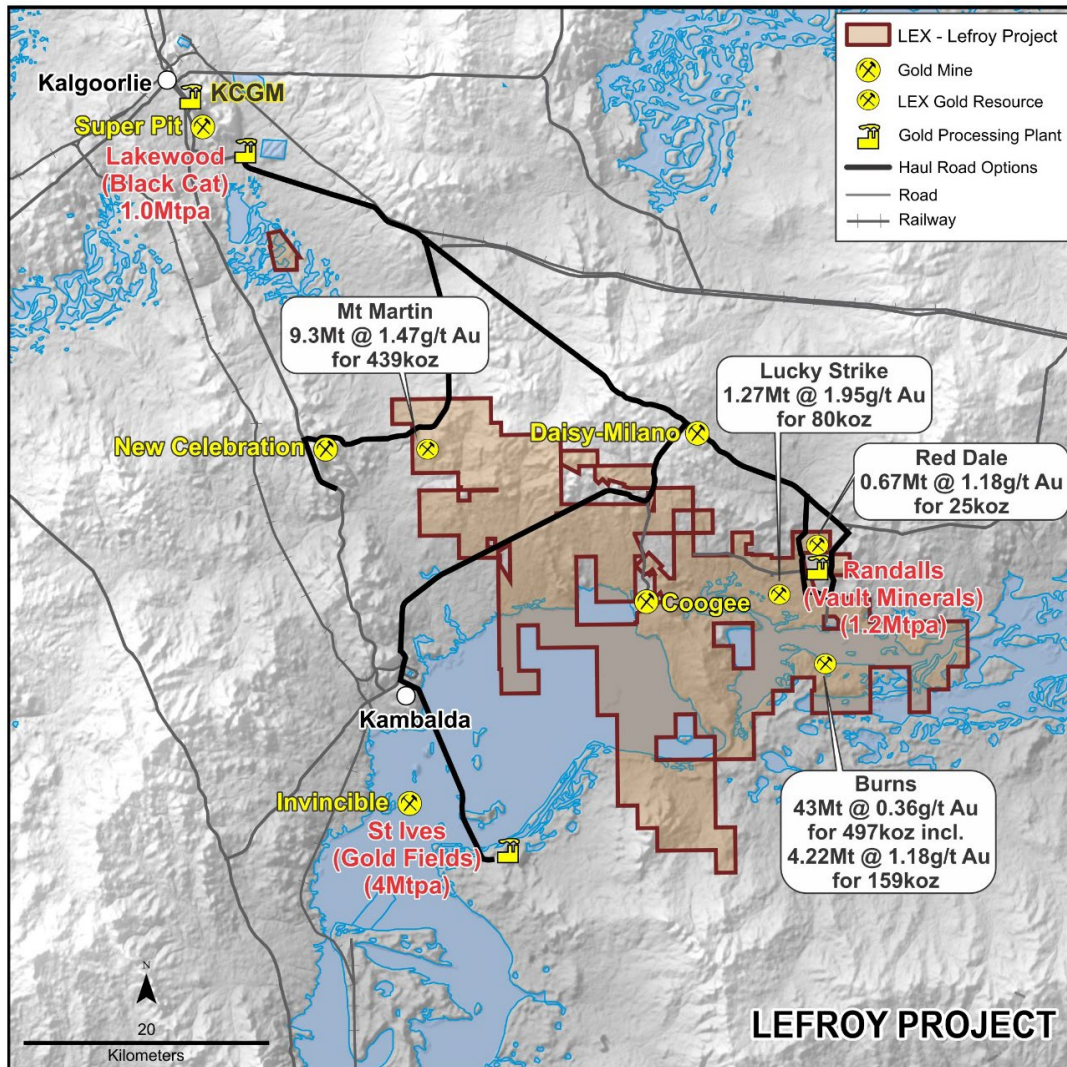 LEX - Lefroy Project
Gold Mine
LEX Gold Resource
Gold Processing Plant
Haul Road Options
Road
Railway
Kalgoorlie
KCGM
Super Pit
Lakewood
(Black Cat)
1.0Mtpa
Mt Martin
9.3Mt @ 1.47g/t Au
for 439koz
Lucky Strike
1.27Mt @ 1.95g/t Au
for 80koz
New Celebration
Daisy-Milano
Red Dale
0.67Mt @ 1.18g/t Au
for 25koz
Randalls
(Vault Minerals)
(1.2Mtpa)
Coogee
Kambalda
Invincible
St Ives
(Gold Fields)
(4Mtpa)
Burns
43Mt @ 0.36g/t Au
for 497koz incl.
4.22Mt @ 1.18g/t Au
for 159koz
N
20
Kilometers
LEFROY PROJECT